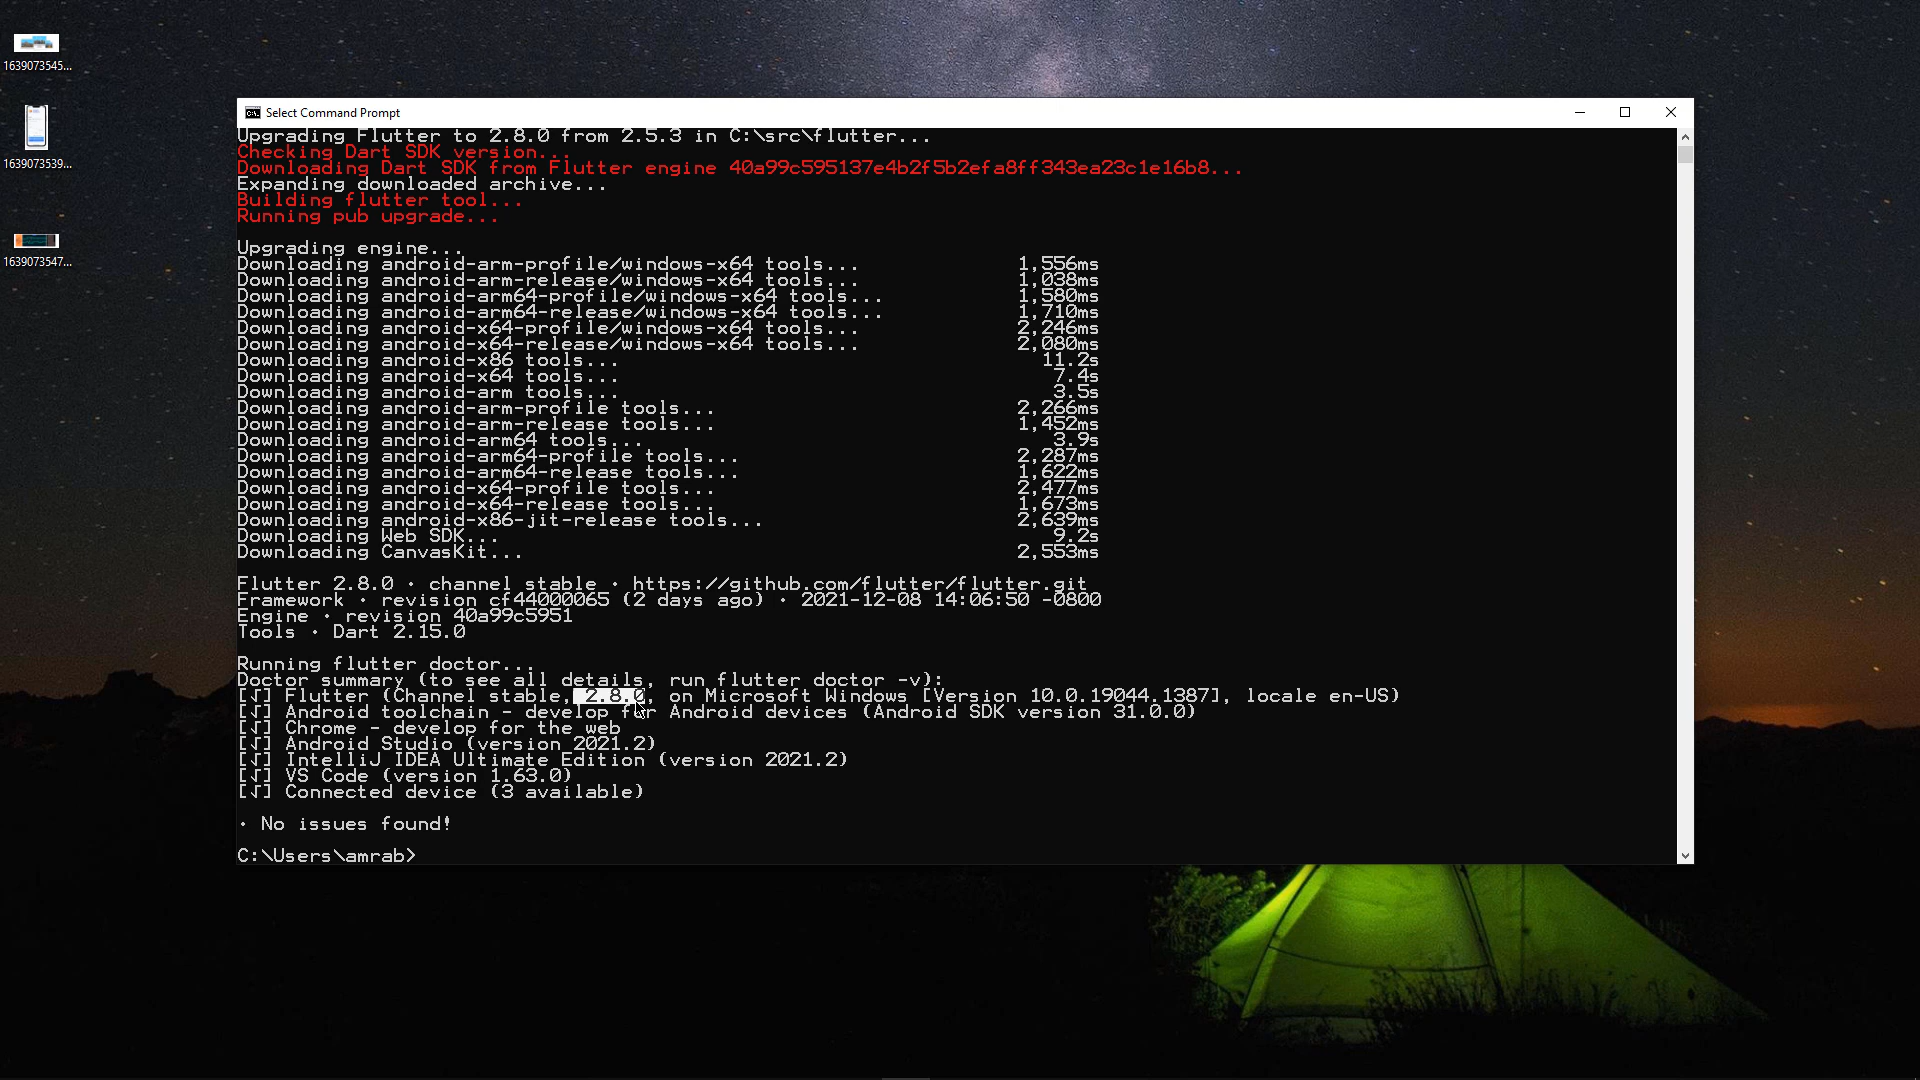 1639073545...
1639073539...
1639073547...
Select Command Prompt
Upgrading Flutter to 2.8.0 from 2.5.3 in C:\src\flutter...
Checking Dart SDK version...
Downloading Dart SDK from Flutter engine 40a99c595137e4b2f5b2efa8ff343ea23c1e16b8...
Expanding downloaded archive...
Building flutter tool...
Running pub upgrade...
Upgrading engine...
Downloading android-arm-profile/windows-x64 tools... 1,556ms
Downloading android-arm-release/windows-x64 tools... 1,038ms
Downloading android-arm64-profile/windows-x64 tools... 1,580ms
Downloading android-arm64-release/windows-x64 tools... 1,710ms
Downloading android-x64-profile/windows-x64 tools... 2,246ms
Downloading android-x64-release/windows-x64 tools... 2,080ms
Downloading android-x86 tools... 11.2s
Downloading android-x64 tools... 7.4s
Downloading android-arm tools... 3.5s
Downloading android-arm-profile tools... 2,266ms
Downloading android-arm-release tools... 1,452ms
Downloading android-arm64 tools... 3.9s
Downloading android-arm64-profile tools... 2,287ms
Downloading android-arm64-release tools... 1,622ms
Downloading android-x64-profile tools... 2,477ms
Downloading android-x64-release tools... 1,673ms
Downloading android-x86-jit-release tools... 2,639ms
Downloading Web SDK... 9.2s
Downloading CanvasKit... 2,553ms
Flutter 2.8.0 • channel stable • https://github.com/flutter/flutter.git
Framework • revision cf44000065 (2 days ago) • 2021-12-08 14:06:50 -0800
Engine • revision 40a99c5951
Tools • Dart 2.15.0
Running flutter doctor...
Doctor summary (to see all details, run flutter doctor -v):
[√] Flutter (Channel stable, 2.8.0, on Microsoft Windows [Version 10.0.19044.1387], locale en-US)
[√] Android toolchain - develop for Android devices (Android SDK version 31.0.0)
[√] Chrome - develop for the web
[√] Android Studio (version 2021.2)
[√] IntelliJ IDEA Ultimate Edition (version 2021.2)
[√] VS Code (version 1.63.0)
[√] Connected device (3 available)
• No issues found!
C:\Users\amrab>